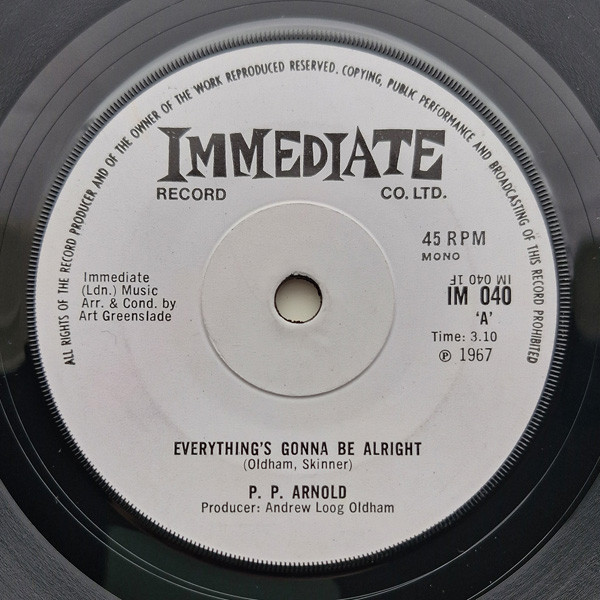 ALL RIGHTS OF THE RECORD PRODUCER AND OF THE OWNER OF THE WORK REPRODUCED RESERVED. COPYING, PUBLIC PERFORMANCE AND BROADCASTING OF THIS RECORD PROHIBITED
IMMEDIATE
RECORD CO. LTD.
45 RPM
MONO
Immediate
(Ldn.) Music
Arr. & Cond. by
Art Greenslade
IM 040 1F
IM 040
'A'
Time: 3.10
℗ 1967
EVERYTHING'S GONNA BE ALRIGHT
(Oldham, Skinner)
P. P. ARNOLD
Producer: Andrew Loog Oldham